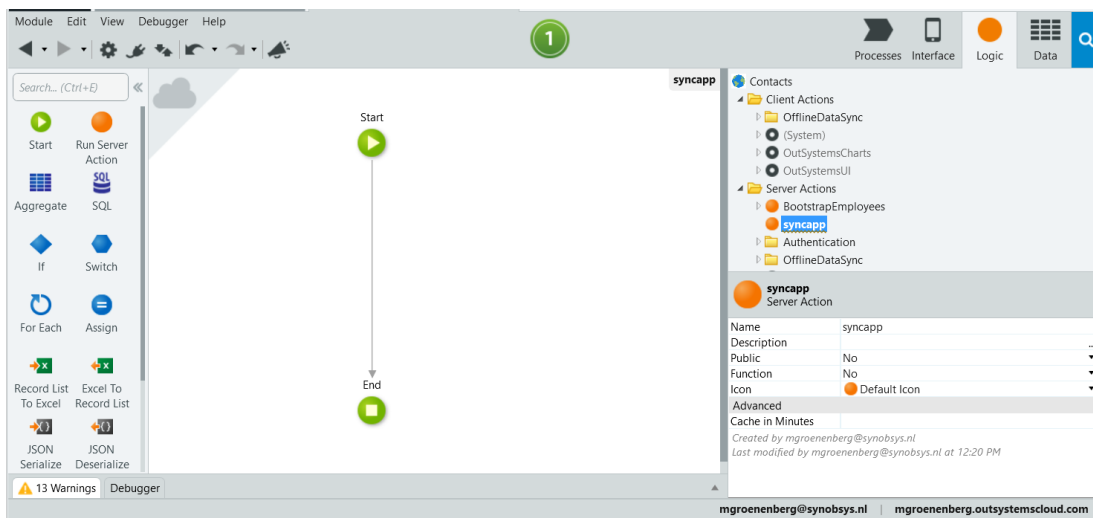 Module Edit View Debugger Help
1
Processes Interface Logic Data
Search... (Ctrl+E)
Start
Run Server Action
Aggregate
SQL
If
Switch
For Each
Assign
Record List To Excel
Excel To Record List
JSON Serialize
JSON Deserialize
syncapp
Start
End
Contacts
Client Actions
OfflineDataSync
(System)
OutSystemsCharts
OutSystemsUI
Server Actions
BootstrapEmployees
syncapp
Authentication
OfflineDataSync
syncapp
Server Action
Name syncapp
Description ...
Public No
Function No
Icon Default Icon
Advanced
Cache in Minutes
Created by mgroenenberg@synobsys.nl
Last modified by mgroenenberg@synobsys.nl at 12:20 PM
13 Warnings Debugger
mgroenenberg@synobsys.nl | mgroenenberg.outsystemscloud.com